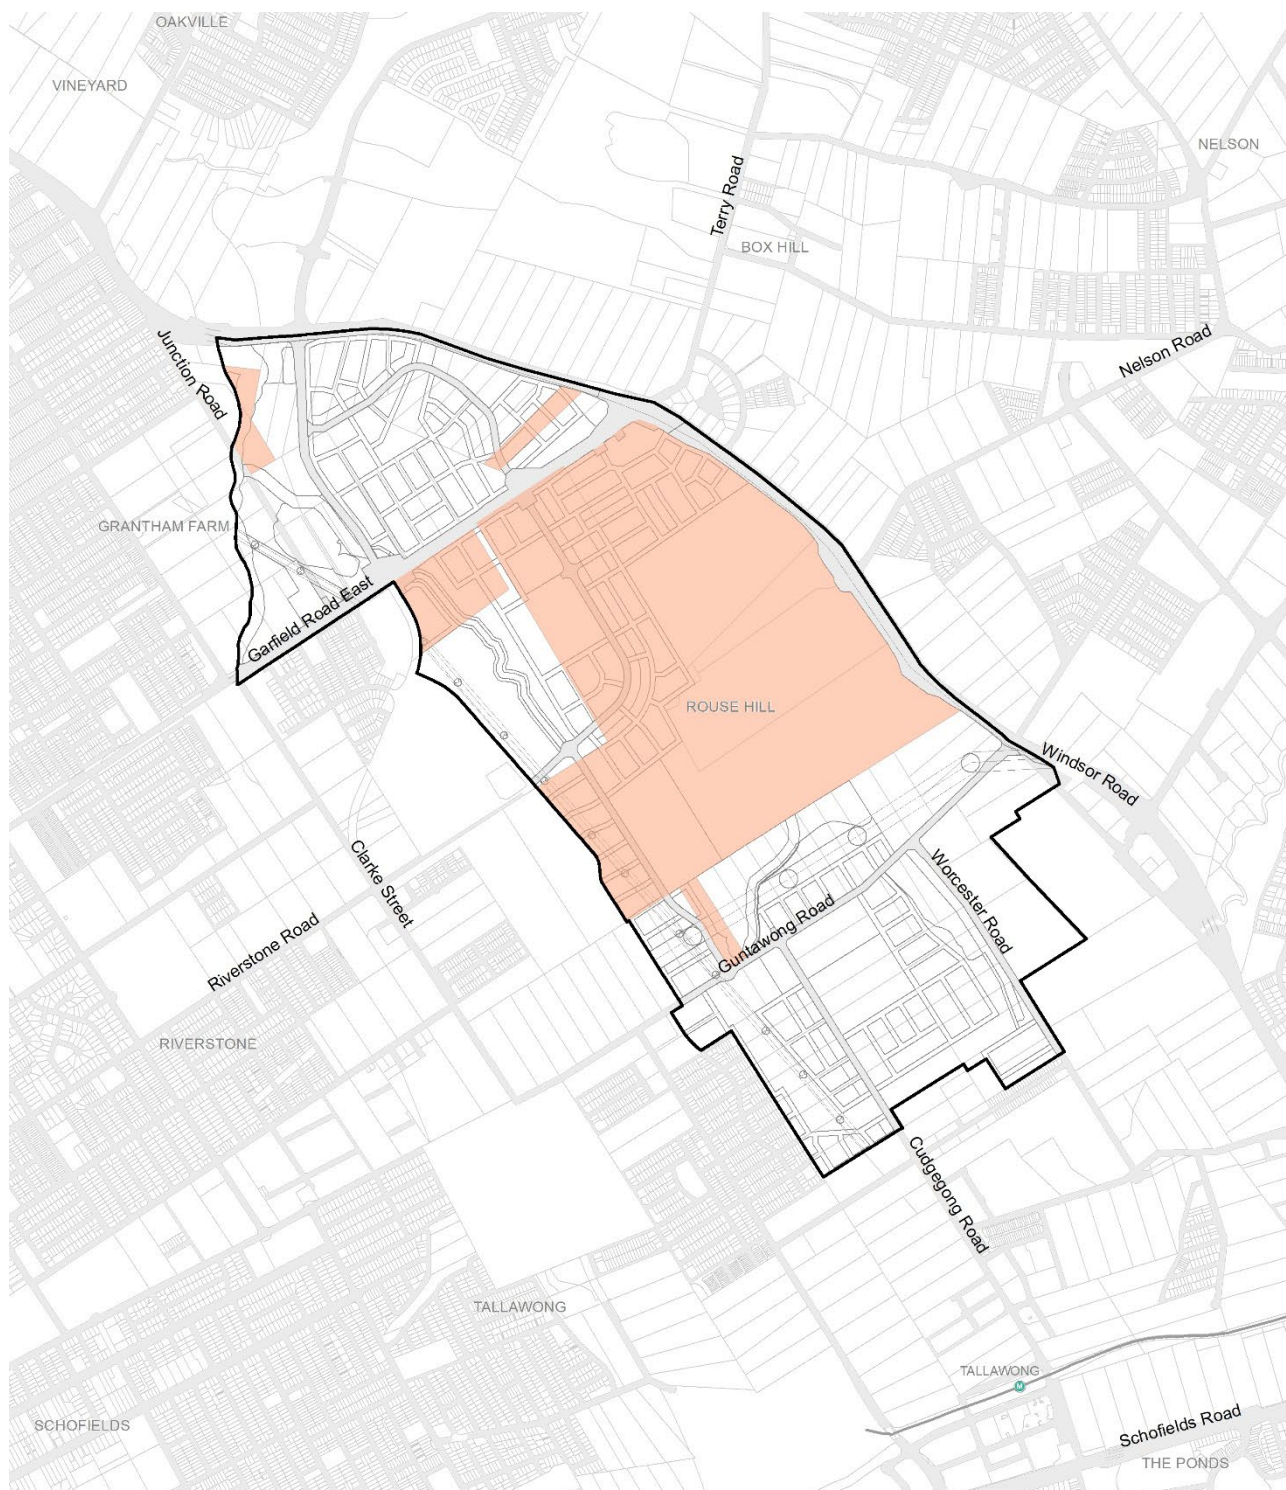 OAKVILLE
VINEYARD
NELSON
Terry Road
BOX HILL
Junction Road
Nelson Road
GRANTHAM FARM
Garfield Road East
ROUSE HILL
Windsor Road
Clarke Street
Worcester Road
Riverstone Road
Guntawong Road
RIVERSTONE
Cudgegong Road
TALLAWONG
TALLAWONG
M
SCHOFIELDS
Schofields Road
THE PONDS